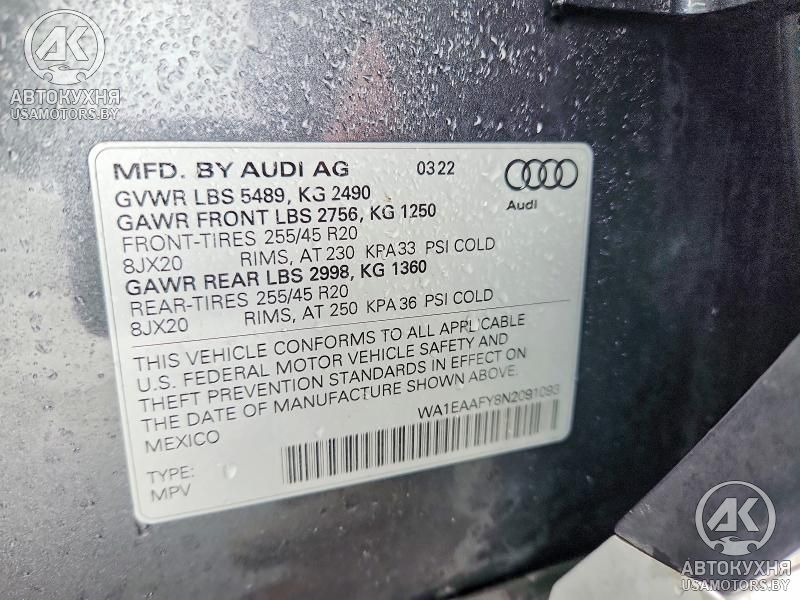 AK
АВТОКУХНЯ
USAMOTORS.BY
MFD. BY AUDI AG 0322
Audi
GVWR LBS 5489, KG 2490
GAWR FRONT LBS 2756, KG 1250
FRONT-TIRES 255/45 R20
8JX20 RIMS, AT 230 KPA33 PSI COLD
GAWR REAR LBS 2998, KG 1360
REAR-TIRES 255/45 R20
8JX20 RIMS, AT 250 KPA36 PSI COLD
THIS VEHICLE CONFORMS TO ALL APPLICABLE
U.S. FEDERAL MOTOR VEHICLE SAFETY AND
THEFT PREVENTION STANDARDS IN EFFECT ON
THE DATE OF MANUFACTURE SHOWN ABOVE.
MEXICO WA1EAAFY8N2091093
TYPE:
MPV
АК
АВТОКУХНЯ
USAMOTORS.BY